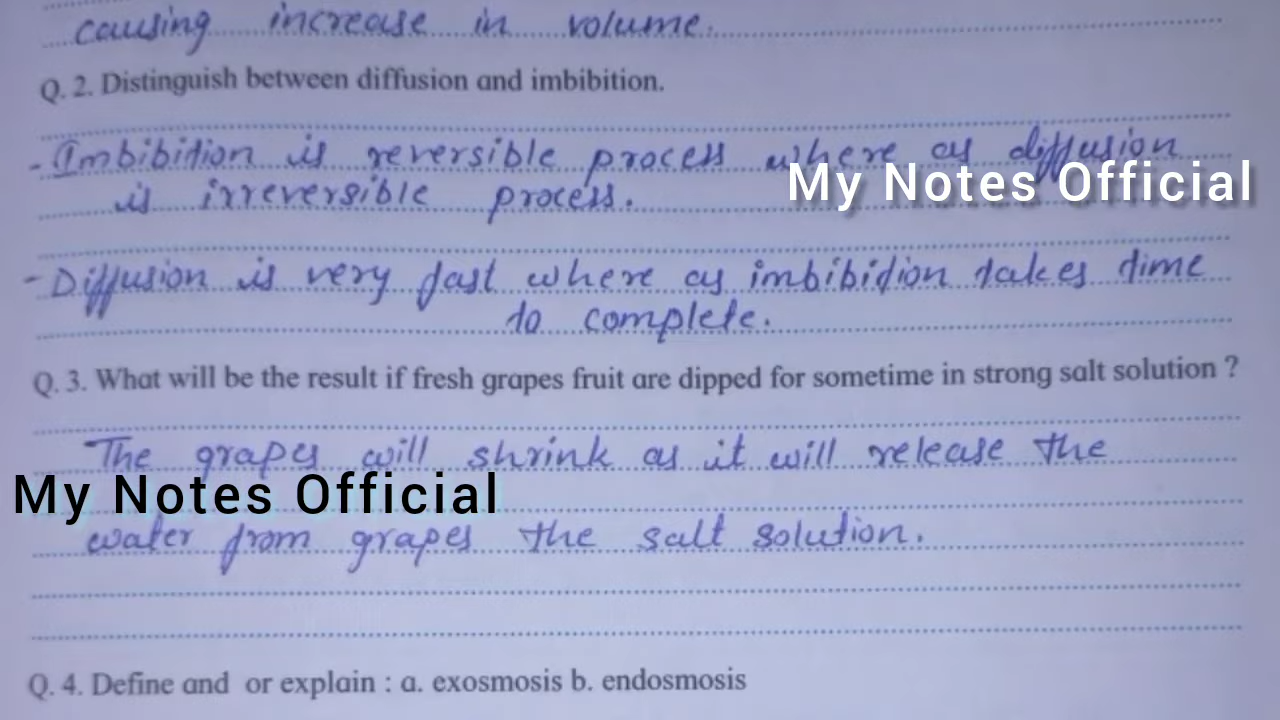 causing increase in volume.
Q. 2. Distinguish between diffusion and imbibition.
- Imbibition is reversible process where as diffusion
My Notes Official
is irreversible process.
- Diffusion is very fast where as imbibition takes time
to complete.
Q. 3. What will be the result if fresh grapes fruit are dipped for sometime in strong salt solution ?
The grapes will shrink as it will release the
My Notes Official
water from grapes the salt solution.
Q. 4. Define and or explain : a. exosmosis b. endosmosis